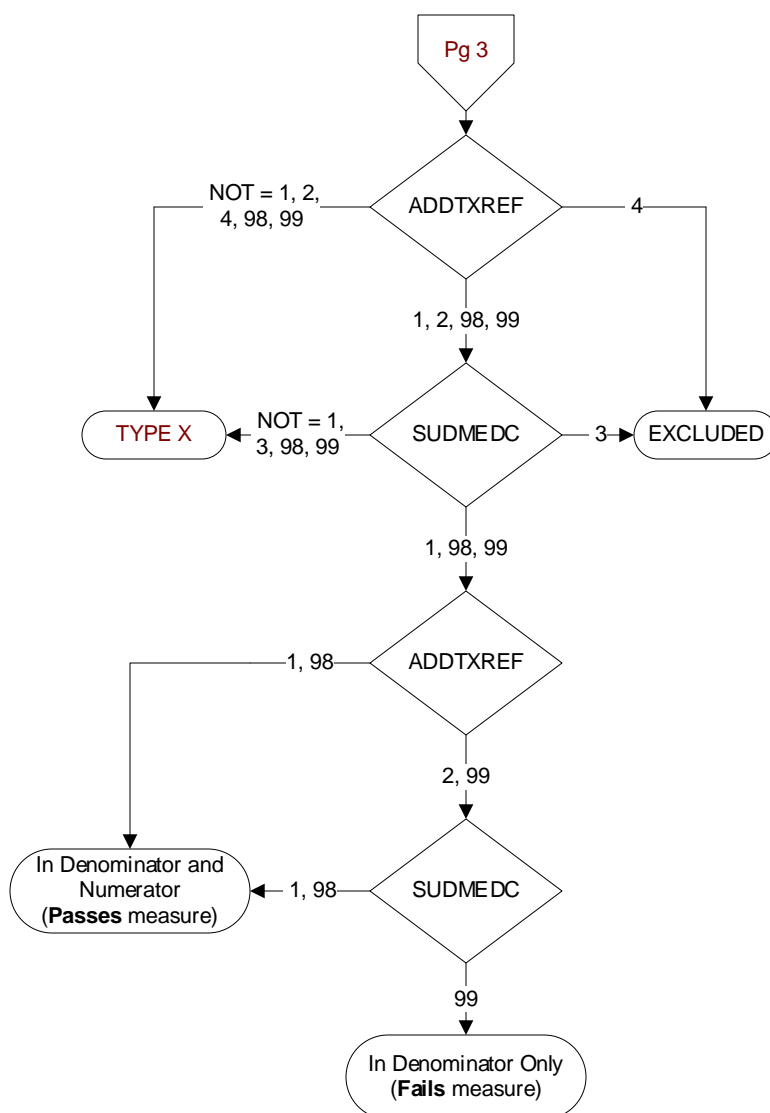 Pg 3
ADDTXREF
NOT = 1, 2,
4, 98, 99
4
1, 2, 98, 99
TYPE X
NOT = 1,
3, 98, 99
SUDMEDC
3
EXCLUDED
1, 98, 99
ADDTXREF
1, 98
2, 99
In Denominator and
Numerator
(Passes measure)
1, 98
SUDMEDC
99
In Denominator Only
(Fails measure)